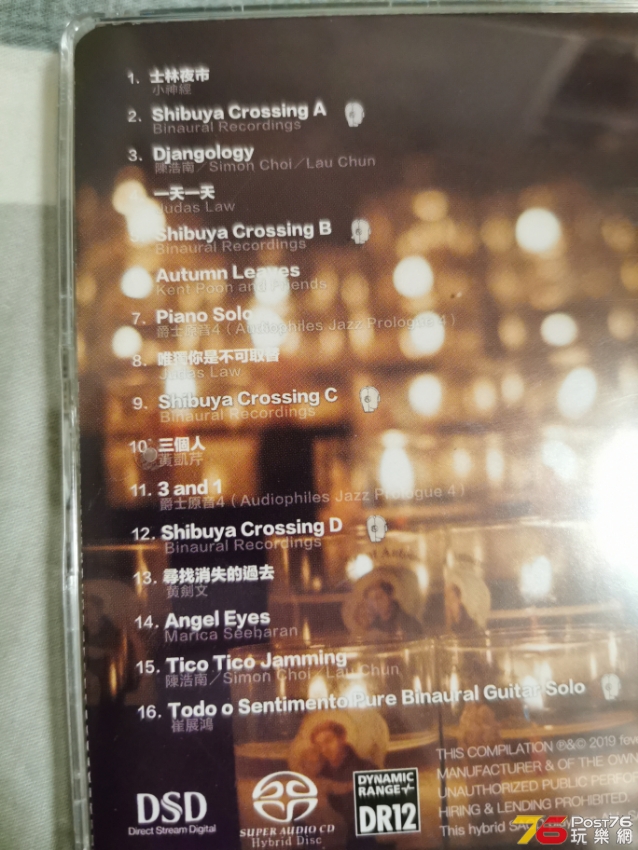 1. 士林夜市
小神經
2. Shibuya Crossing A
Binaural Recordings
3. Djangology
陳浩南／Simon Choi／Lau Chun
一天一天
Judas Law
Shibuya Crossing B
Binaural Recordings
Autumn Leaves
Kent Poon and Friends
7. Piano Solo
爵士原音4（Audiophiles Jazz Prologue 4）
8. 唯獨你是不可取替
Judas Law
9. Shibuya Crossing C
Binaural Recordings
10. 三個人
黃凱芹
11. 3 and 1
爵士原音4（Audiophiles Jazz Prologue 4）
12. Shibuya Crossing D
Binaural Recordings
13. 尋找消失的過去
黃劍文
14. Angel Eyes
Marica Seebaran
15. Tico Tico Jamming
陳浩南／Simon Choi／Lau Chun
16. Todo o Sentimento Pure Binaural Guitar Solo
崔展鴻
DSD
Direct Stream Digital
SUPER AUDIO CD
Hybrid Disc
DYNAMIC
RANGE
DR12
THIS COMPILATION ℗&© 2019 feve
MANUFACTURER & OF THE OWN
UNAUTHORIZED PUBLIC PERFO
HIRING & LENDING PROHIBITED.
This hybrid
76 Post76
玩樂網